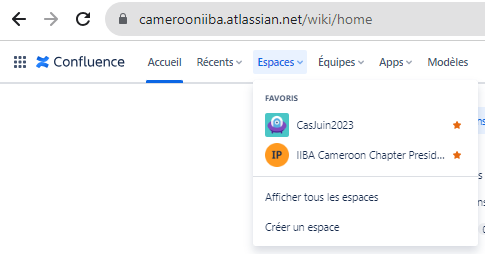 camerooniiba.atlassian.net/wiki/home
Confluence Accueil Récents Espaces Équipes Apps Modèles
FAVORIS
CasJuin2023
IP IIBA Cameroon Chapter Presid...
Afficher tous les espaces
Créer un espace